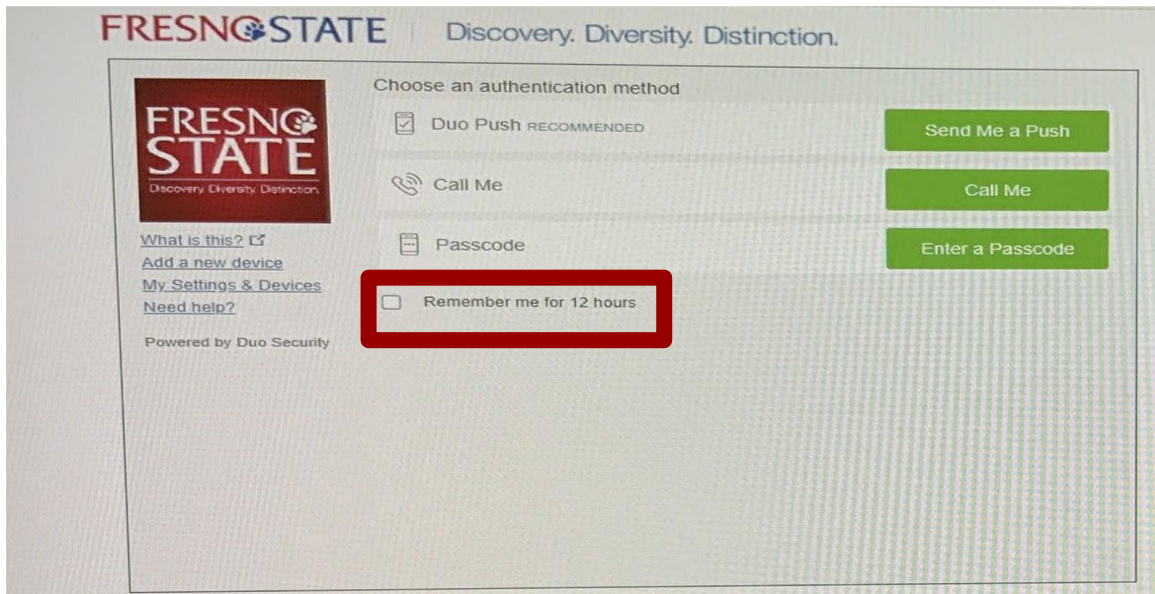 FRESNO STATE Discovery. Diversity. Distinction.
Choose an authentication method
FRESNO
STATE
Discovery. Diversity. Distinction.
Duo Push RECOMMENDED
Send Me a Push
Call Me
Call Me
Passcode
Enter a Passcode
Remember me for 12 hours
What is this?
Add a new device
My Settings & Devices
Need help?
Powered by Duo Security